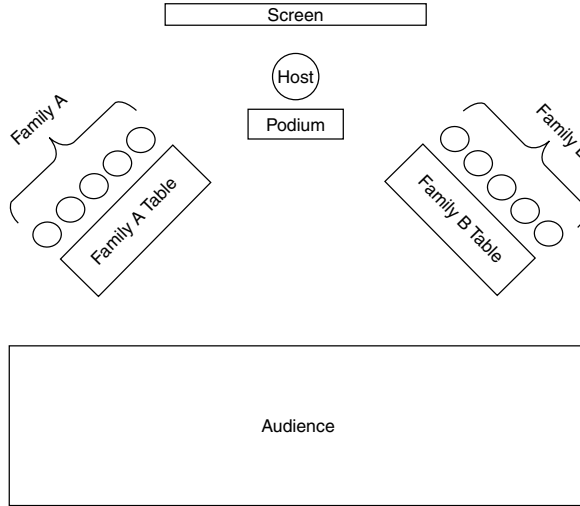 Screen
Host
Podium
Family A
Family A Table
Family
Family B Table
Audience